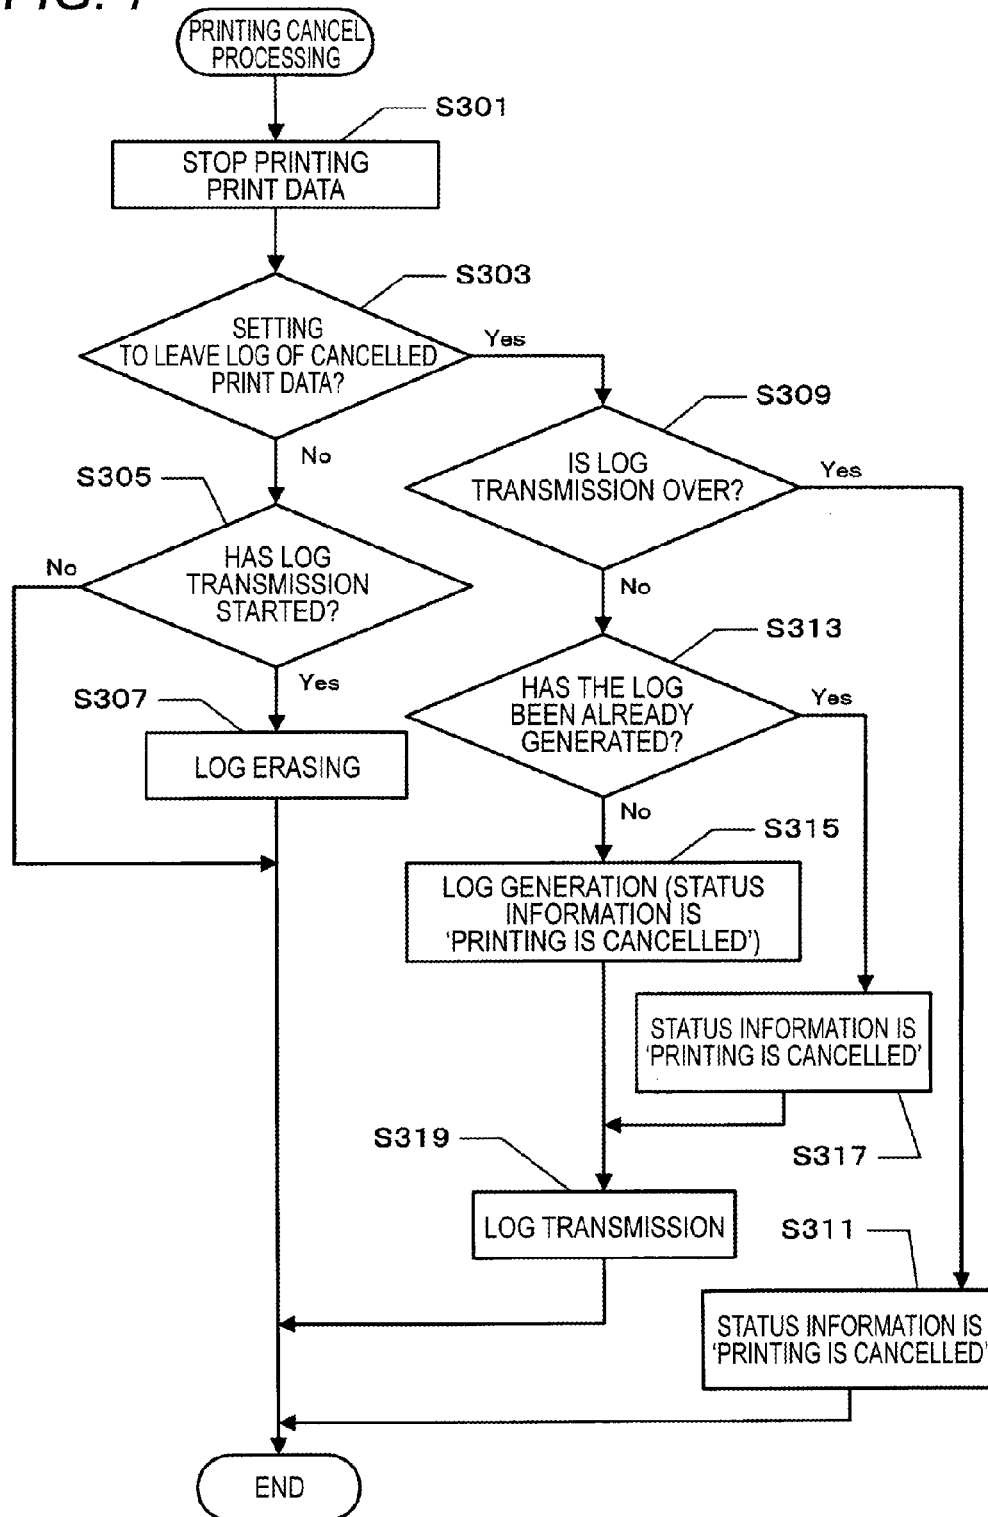 FIG. 7
PRINTING CANCEL
PROCESSING
S301
STOP PRINTING
PRINT DATA
S303
SETTING
TO LEAVE LOG OF CANCELLED
PRINT DATA?
Yes
No
S309
IS LOG
TRANSMISSION OVER?
Yes
No
S305
HAS LOG
TRANSMISSION
STARTED?
No
Yes
S313
HAS THE LOG
BEEN ALREADY
GENERATED?
Yes
No
S307
LOG ERASING
S315
LOG GENERATION (STATUS
INFORMATION IS
'PRINTING IS CANCELLED')
STATUS INFORMATION IS
'PRINTING IS CANCELLED'
S317
S319
LOG TRANSMISSION
S311
STATUS INFORMATION IS
'PRINTING IS CANCELLED'
END